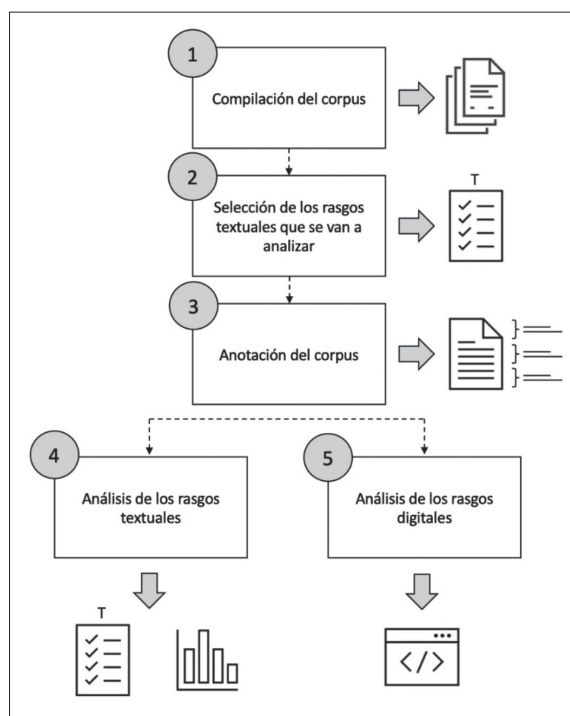 1
Compilación del corpus
2
T
Selección de los rasgos
textuales que se van a
analizar
3
Anotación del corpus
4
Análisis de los rasgos
textuales
5
Análisis de los rasgos
digitales
T
</>